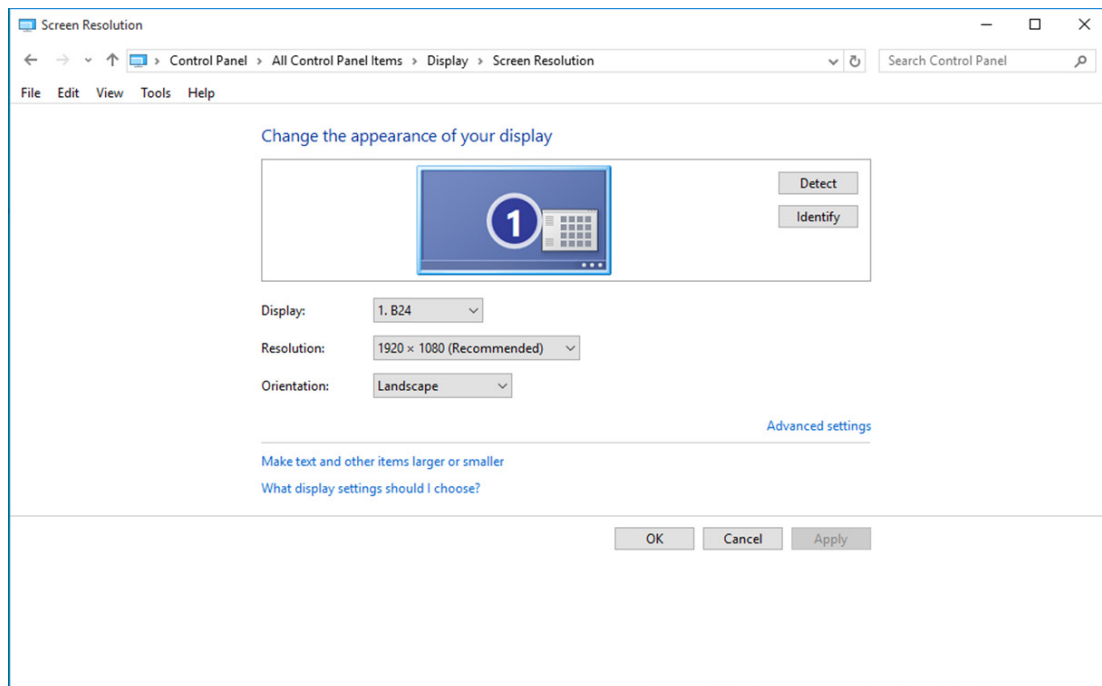 Screen Resolution
Control Panel > All Control Panel Items > Display > Screen Resolution
Search Control Panel
File Edit View Tools Help
Change the appearance of your display
1
Detect
Identify
Display: 1. B24
Resolution: 1920 × 1080 (Recommended)
Orientation: Landscape
Advanced settings
Make text and other items larger or smaller
What display settings should I choose?
OK Cancel Apply